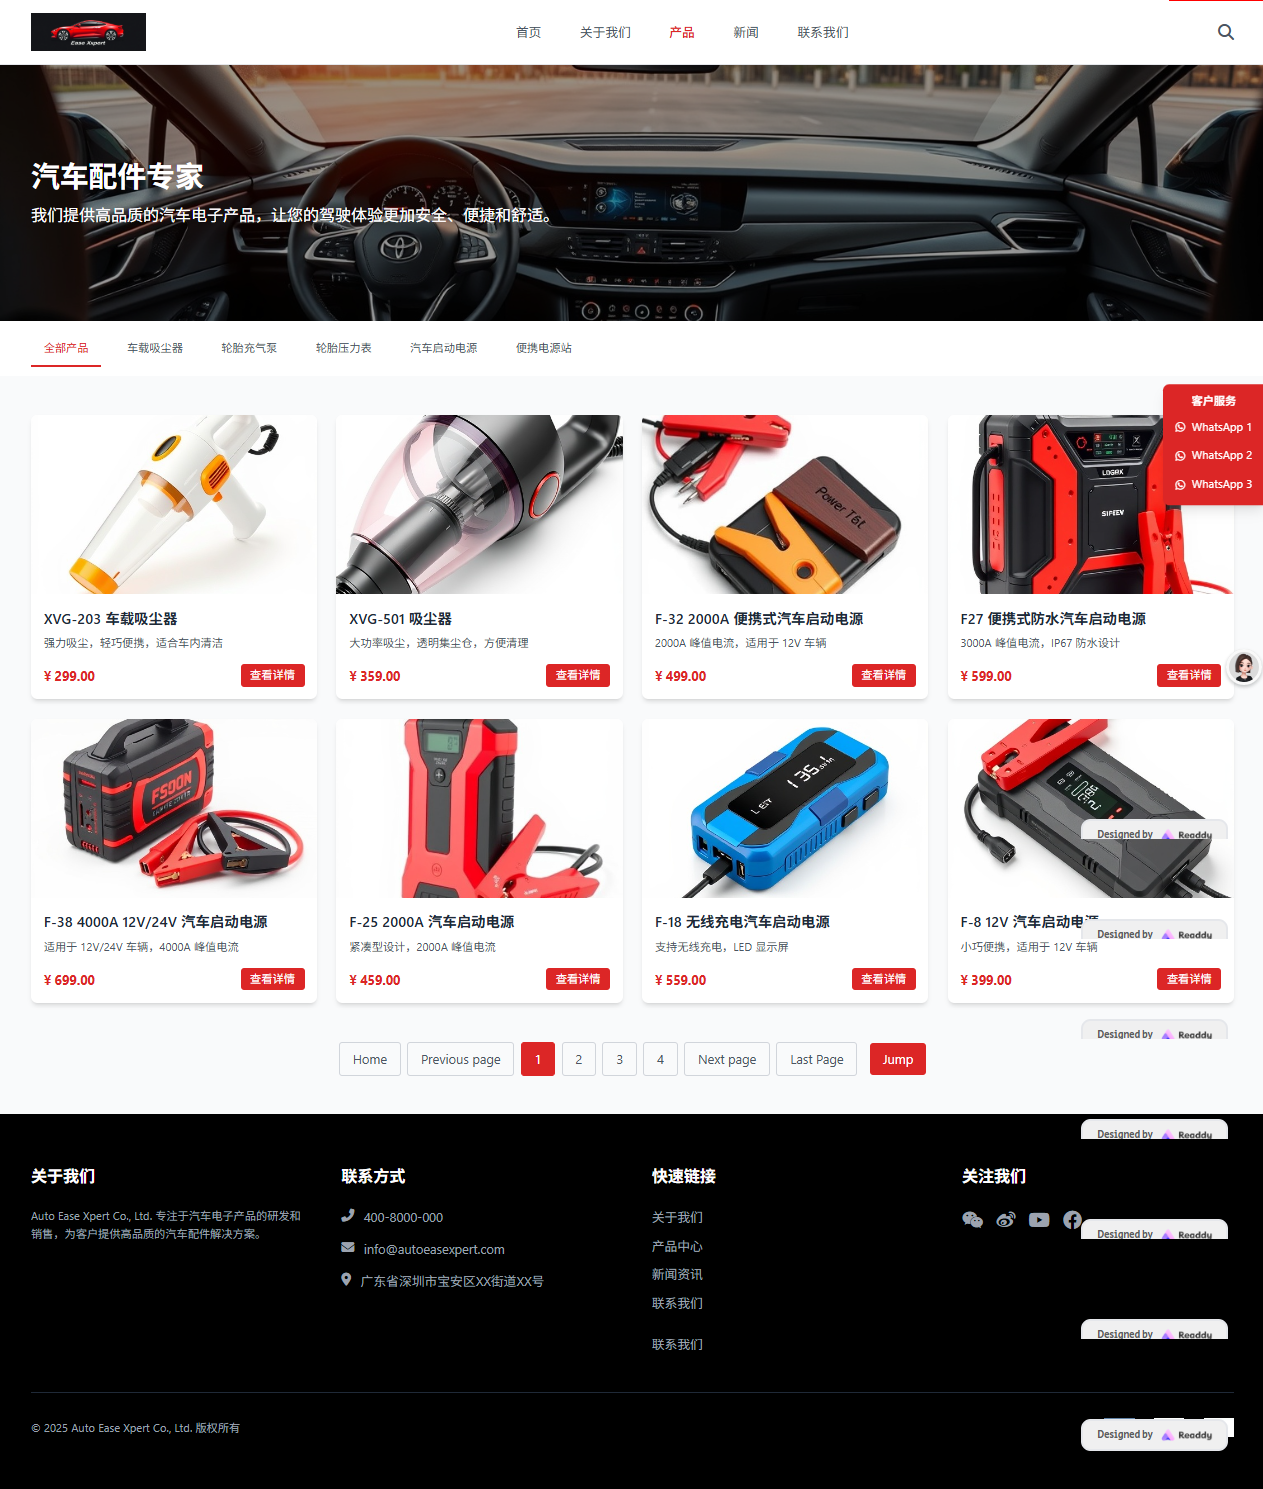 Ease Xpert
首页
关于我们
产品
新闻
联系我们
汽车配件专家
我们提供高品质的汽车电子产品，让您的驾驶体验更加安全、便捷和舒适。
全部产品
车载吸尘器
轮胎充气泵
轮胎压力表
汽车启动电源
便携电源站
客户服务
WhatsApp 1
WhatsApp 2
WhatsApp 3
Power T6t
SIFEEV
XVG-203 车载吸尘器
强力吸尘，轻巧便携，适合车内清洁
¥ 299.00
查看详情
XVG-501 吸尘器
大功率吸尘，透明集尘仓，方便清理
¥ 359.00
查看详情
F-32 2000A 便携式汽车启动电源
2000A 峰值电流，适用于 12V 车辆
¥ 499.00
查看详情
F27 便携式防水汽车启动电源
3000A 峰值电流，IP67 防水设计
¥ 599.00
查看详情
Designed by Readdy
F-38 4000A 12V/24V 汽车启动电源
适用于 12V/24V 车辆，4000A 峰值电流
¥ 699.00
查看详情
F-25 2000A 汽车启动电源
紧凑型设计，2000A 峰值电流
¥ 459.00
查看详情
F-18 无线充电汽车启动电源
支持无线充电，LED 显示屏
¥ 559.00
查看详情
F-8 12V 汽车启动电源
Designed by Readdy
小巧便携，适用于 12V 车辆
¥ 399.00
查看详情
Designed by Readdy
Home
Previous page
1
2
3
4
Next page
Last Page
Jump
Designed by Readdy
关于我们
Auto Ease Xpert Co., Ltd. 专注于汽车电子产品的研发和
销售，为客户提供高品质的汽车配件解决方案。
联系方式
400-8000-000
info@autoeasexpert.com
广东省深圳市宝安区XX街道XX号
快速链接
关于我们
产品中心
新闻资讯
联系我们
联系我们
关注我们
Designed by Readdy
Designed by Readdy
© 2025 Auto Ease Xpert Co., Ltd. 版权所有
Designed by Readdy